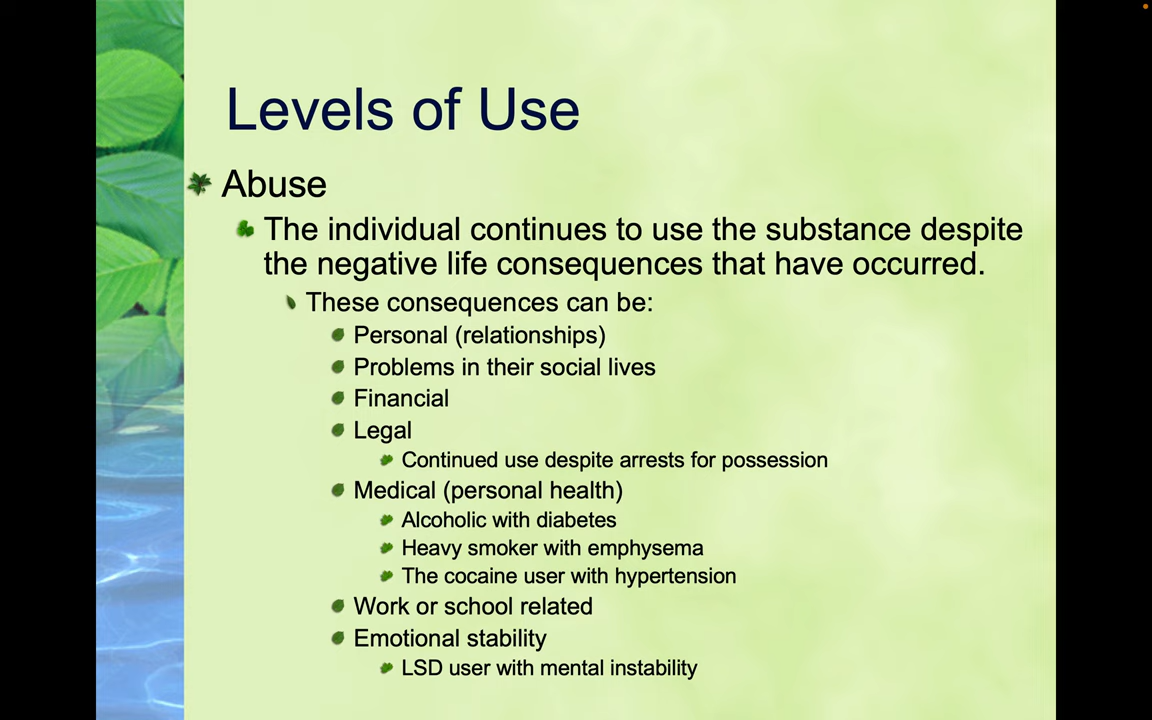 Levels of Use
Abuse
The individual continues to use the substance despite
the negative life consequences that have occurred.
These consequences can be:
Personal (relationships)
Problems in their social lives
Financial
Legal
Continued use despite arrests for possession
Medical (personal health)
Alcoholic with diabetes
Heavy smoker with emphysema
The cocaine user with hypertension
Work or school related
Emotional stability
LSD user with mental instability